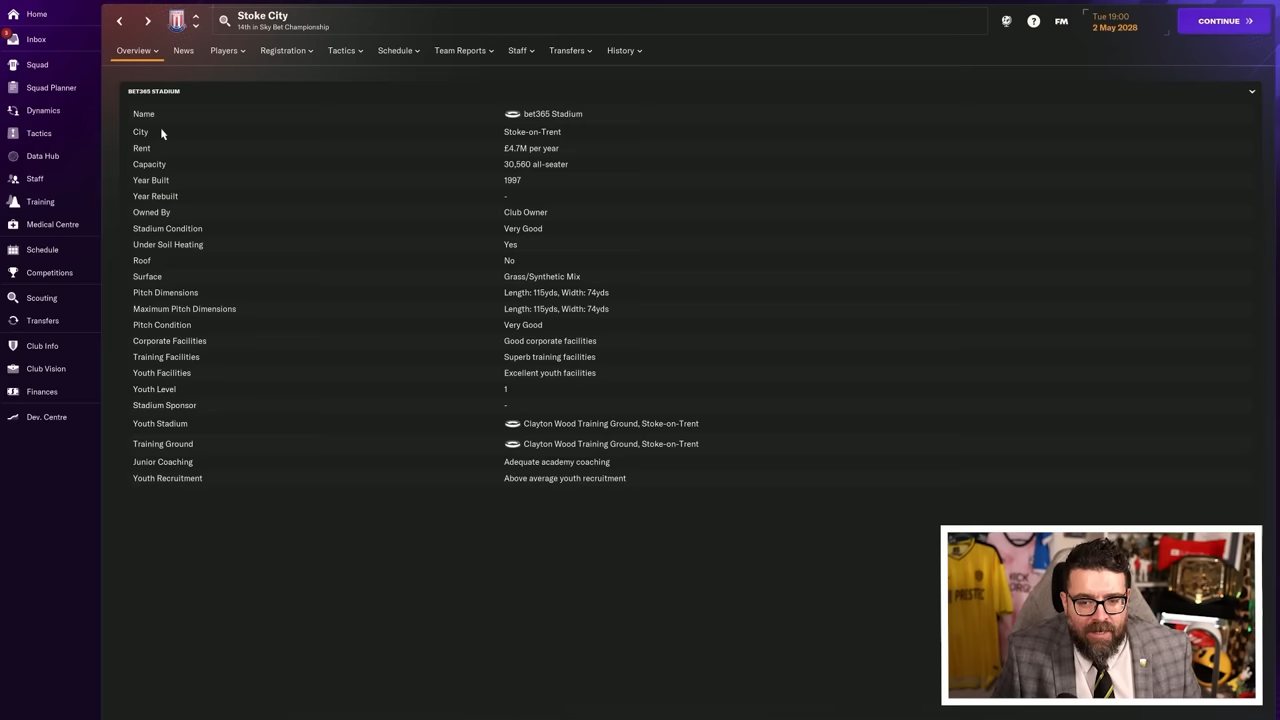 Stoke City
14th in Sky Bet Championship
FM
Tue 19:00
2 May 2028
CONTINUE
Overview
News
Players
Registration
Tactics
Schedule
Team Reports
Staff
Transfers
History
3
Home
Inbox
Squad
Squad Planner
Dynamics
Tactics
Data Hub
Staff
Training
Medical Centre
Schedule
Competitions
Scouting
Transfers
Club Info
Club Vision
Finances
Dev. Centre
BET365 STADIUM
Name bet365 Stadium
City Stoke-on-Trent
Rent £4.7M per year
Capacity 30,560 all-seater
Year Built 1997
Year Rebuilt -
Owned By Club Owner
Stadium Condition Very Good
Under Soil Heating Yes
Roof No
Surface Grass/Synthetic Mix
Pitch Dimensions Length: 115yds, Width: 74yds
Maximum Pitch Dimensions Length: 115yds, Width: 74yds
Pitch Condition Very Good
Corporate Facilities Good corporate facilities
Training Facilities Superb training facilities
Youth Facilities Excellent youth facilities
Youth Level 1
Stadium Sponsor -
Youth Stadium Clayton Wood Training Ground, Stoke-on-Trent
Training Ground Clayton Wood Training Ground, Stoke-on-Trent
Junior Coaching Adequate academy coaching
Youth Recruitment Above average youth recruitment